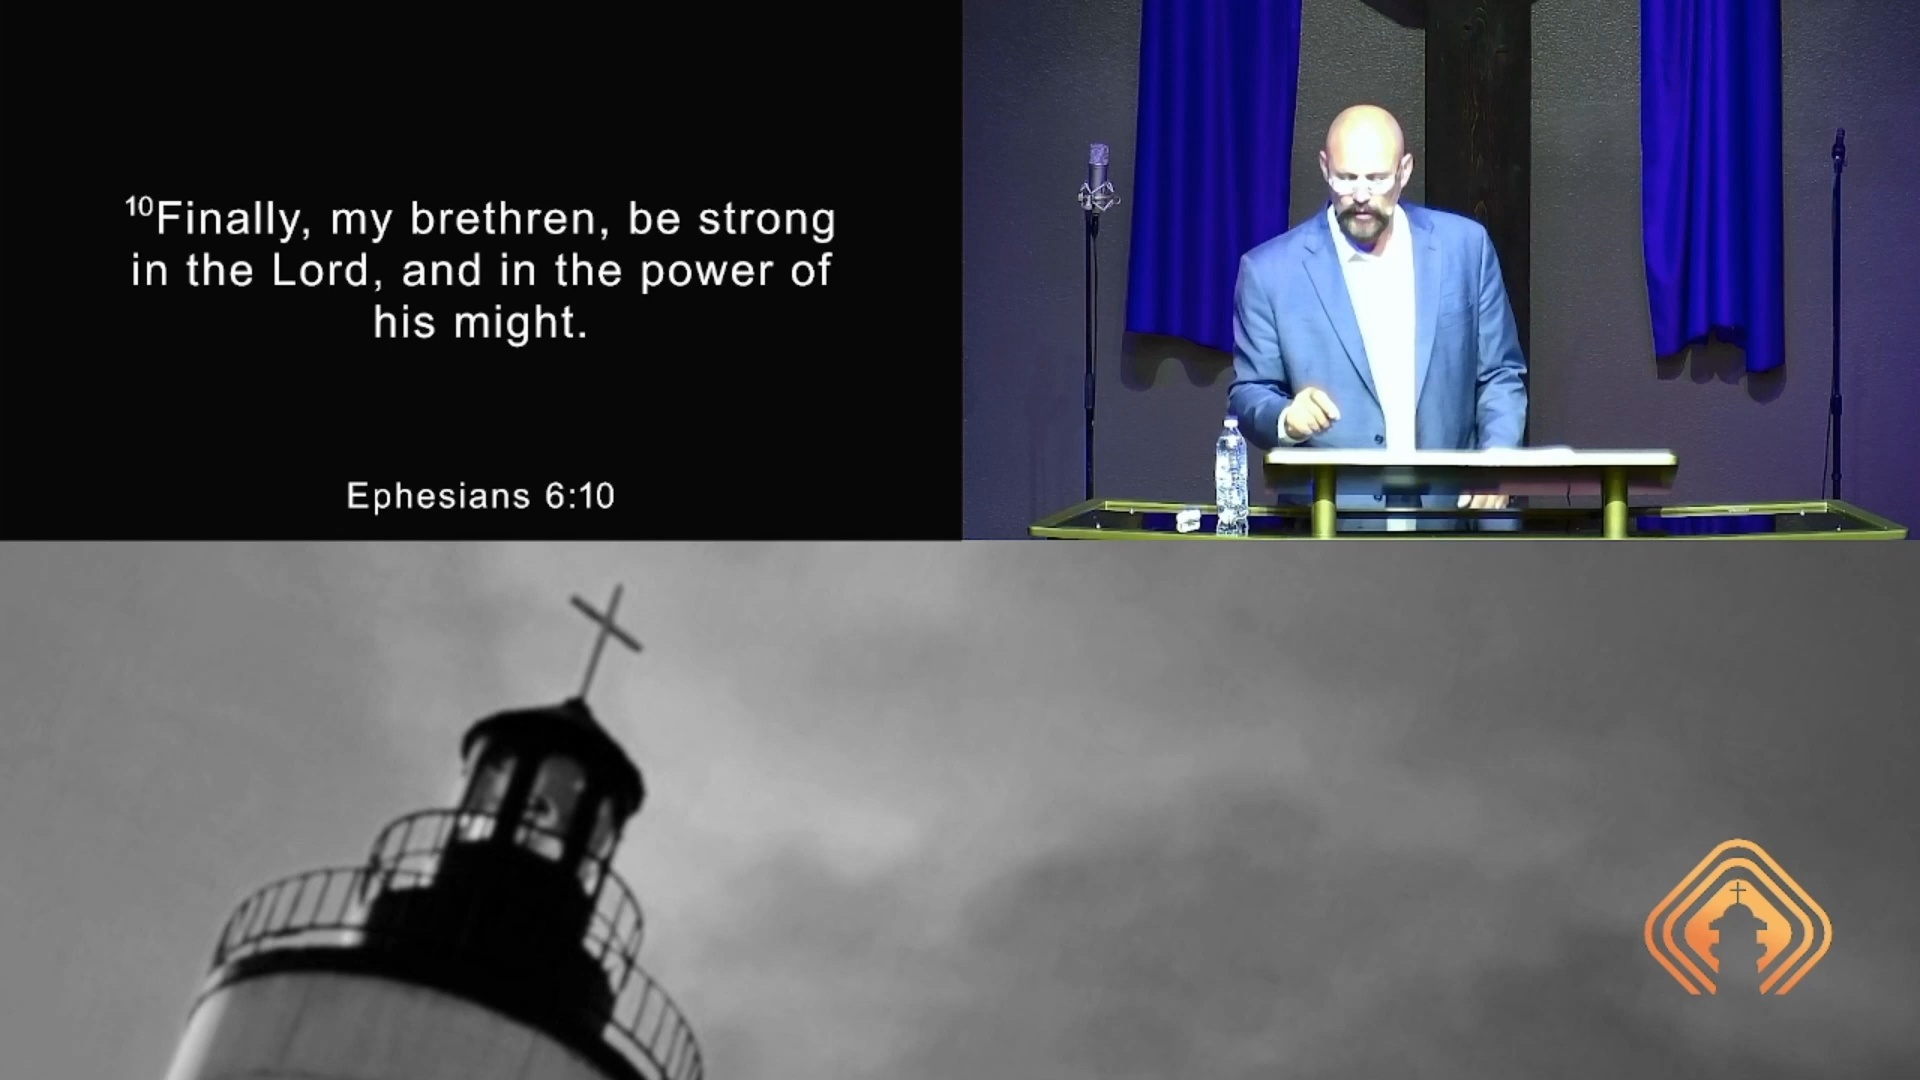 10Finally, my brethren, be strong
in the Lord, and in the power of
his might.
Ephesians 6:10